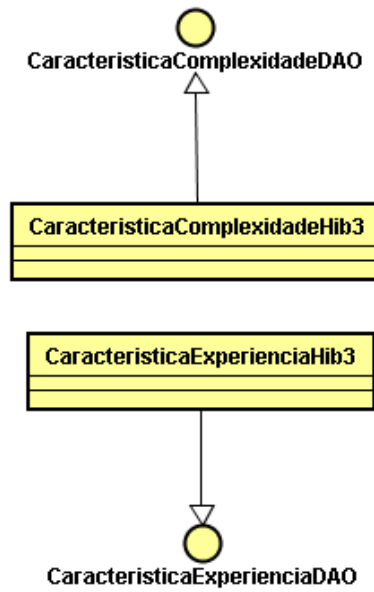 CaracteristicaComplexidadeDAO
CaracteristicaComplexidadeHib3
CaracteristicaExperienciaHib3
CaracteristicaExperienciaDAO